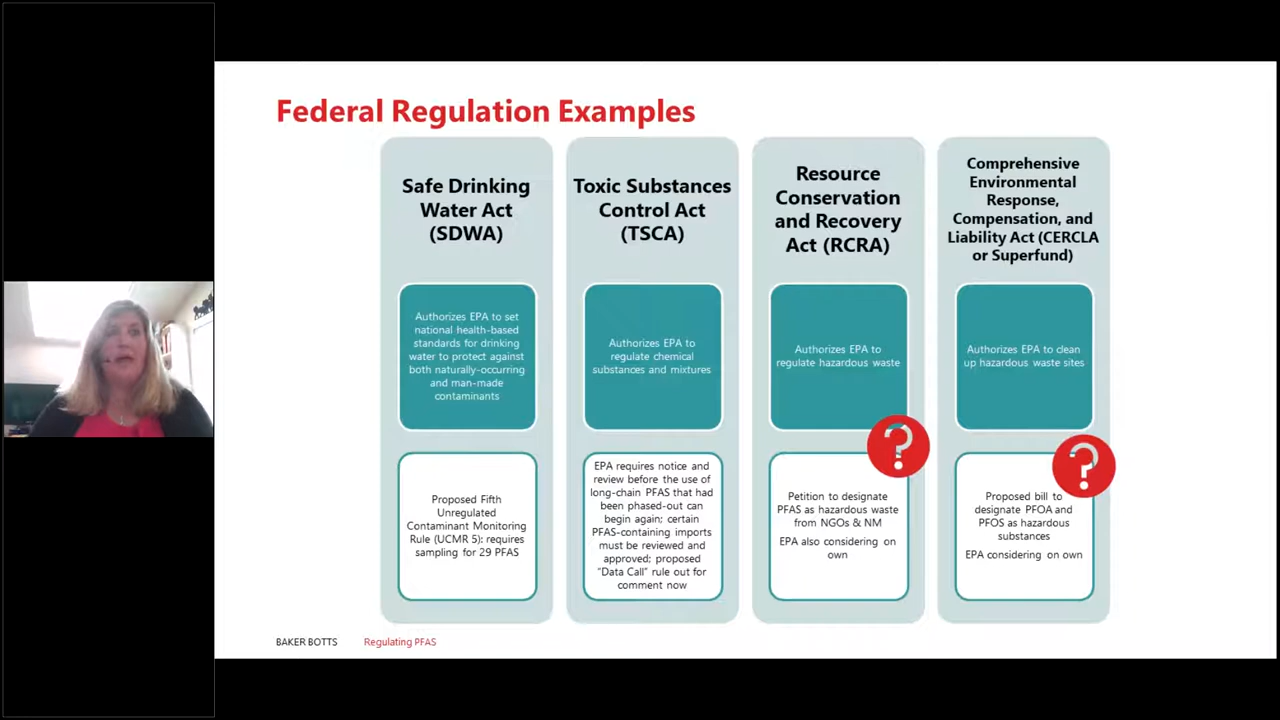 Federal Regulation Examples
Safe Drinking
Water Act
(SDWA)
Authorizes EPA to set
national health-based
standards for drinking
water to protect against
both naturally-occurring
and man-made
contaminants
Proposed Fifth
Unregulated
Contaminant Monitoring
Rule (UCMR 5): requires
sampling for 29 PFAS
Toxic Substances
Control Act
(TSCA)
Authorizes EPA to
regulate chemical
substances and mixtures
EPA requires notice and
review before the use of
long-chain PFAS that had
been phased-out can
begin again; certain
PFAS-containing imports
must be reviewed and
approved; proposed
“Data Call” rule out for
comment now
Resource
Conservation
and Recovery
Act (RCRA)
Authorizes EPA to
regulate hazardous waste
?
Petition to designate
PFAS as hazardous waste
from NGOs & NM
EPA also considering on
own
Comprehensive
Environmental
Response,
Compensation, and
Liability Act (CERCLA
or Superfund)
Authorizes EPA to clean
up hazardous waste sites
?
Proposed bill to
designate PFOA and
PFOS as hazardous
substances
EPA considering on own
BAKER BOTTS Regulating PFAS